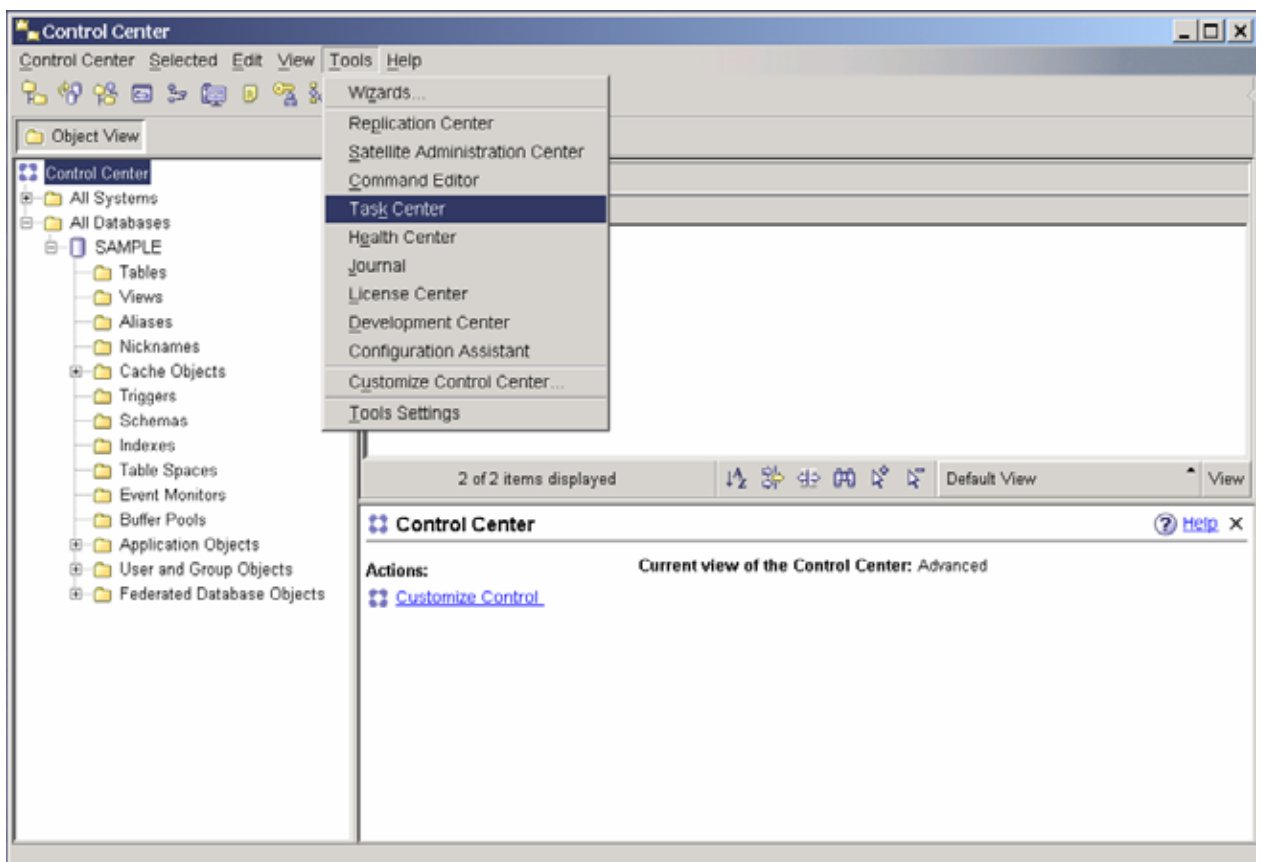 Control Center
Control Center Selected Edit View Tools Help
Wizards...
Replication Center
Satellite Administration Center
Command Editor
Task Center
Health Center
Journal
License Center
Development Center
Configuration Assistant
Customize Control Center...
Tools Settings
Object View
Control Center
All Systems
All Databases
SAMPLE
Tables
Views
Aliases
Nicknames
Cache Objects
Triggers
Schemas
Indexes
Table Spaces
Event Monitors
Buffer Pools
Application Objects
User and Group Objects
Federated Database Objects
2 of 2 items displayed
Default View
View
Control Center
Help
Actions:
Customize Control
Current view of the Control Center: Advanced